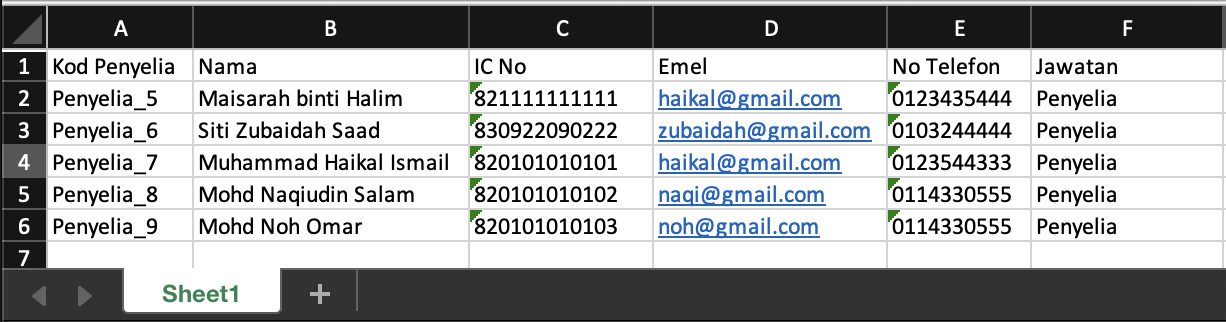 A B C D E F
1 Kod Penyelia Nama IC No Emel No Telefon Jawatan
2 Penyelia_5 Maisarah binti Halim 821111111111 haikal@gmail.com 0123435444 Penyelia
3 Penyelia_6 Siti Zubaidah Saad 830922090222 zubaidah@gmail.com 0103244444 Penyelia
4 Penyelia_7 Muhammad Haikal Ismail 820101010101 haikal@gmail.com 0123544333 Penyelia
5 Penyelia_8 Mohd Naqiudin Salam 820101010102 naqi@gmail.com 0114330555 Penyelia
6 Penyelia_9 Mohd Noh Omar 820101010103 noh@gmail.com 0114330555 Penyelia
7
Sheet1 +